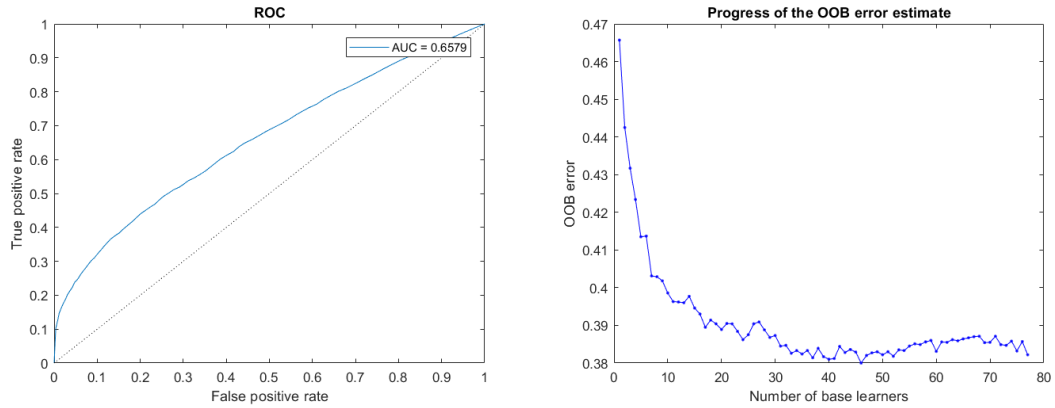 ROC
AUC = 0.6579
True positive rate
1
0.9
0.8
0.7
0.6
0.5
0.4
0.3
0.2
0.1
0
0 0.1 0.2 0.3 0.4 0.5 0.6 0.7 0.8 0.9 1
False positive rate
Progress of the OOB error estimate
OOB error
0.47
0.46
0.45
0.44
0.43
0.42
0.41
0.4
0.39
0.38
0 10 20 30 40 50 60 70 80
Number of base learners